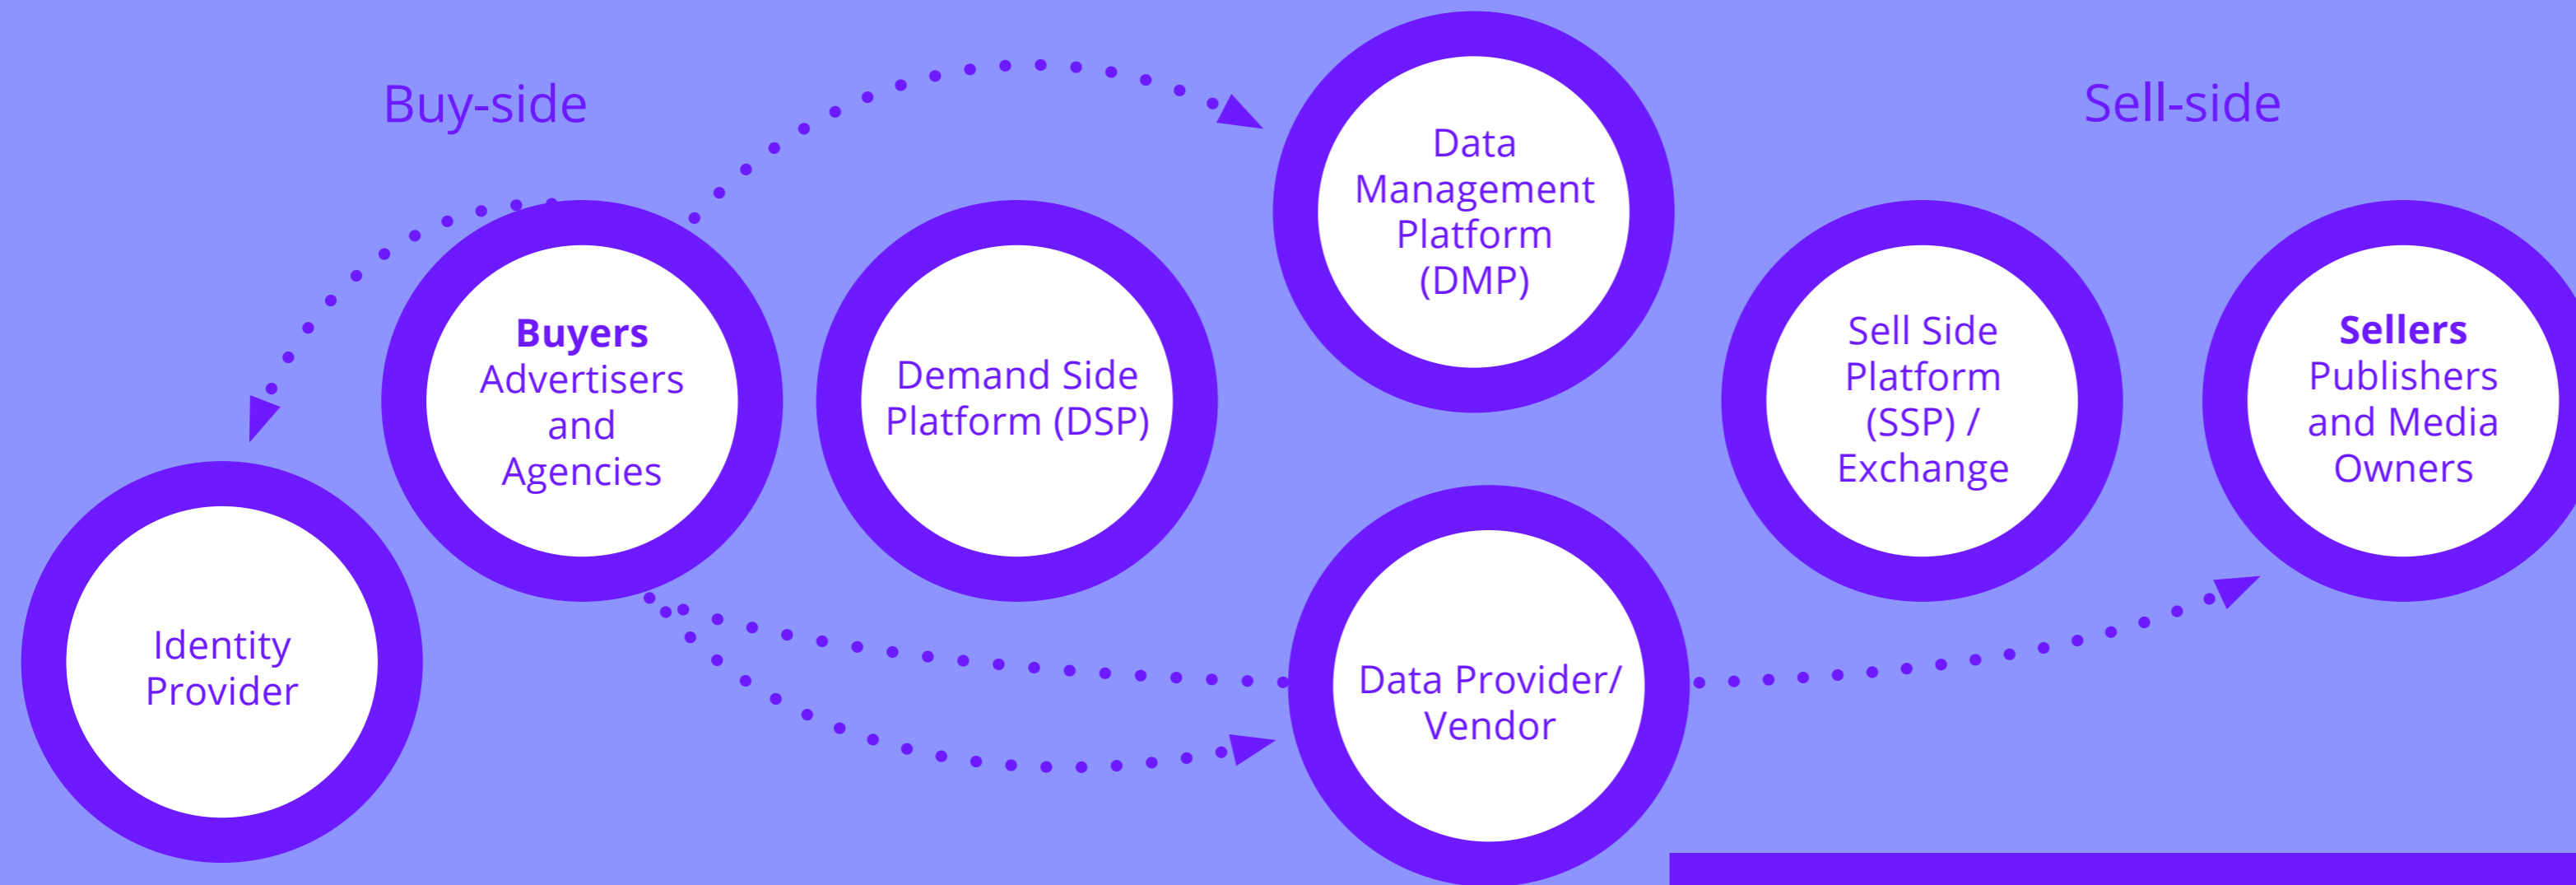 Buy-side
Sell-side
Data
Management
Platform
(DMP)
Buyers
Advertisers
and
Agencies
Demand Side
Platform (DSP)
Sell Side
Platform
(SSP) /
Exchange
Sellers
Publishers
and Media
Owners
Identity
Provider
Data Provider/
Vendor